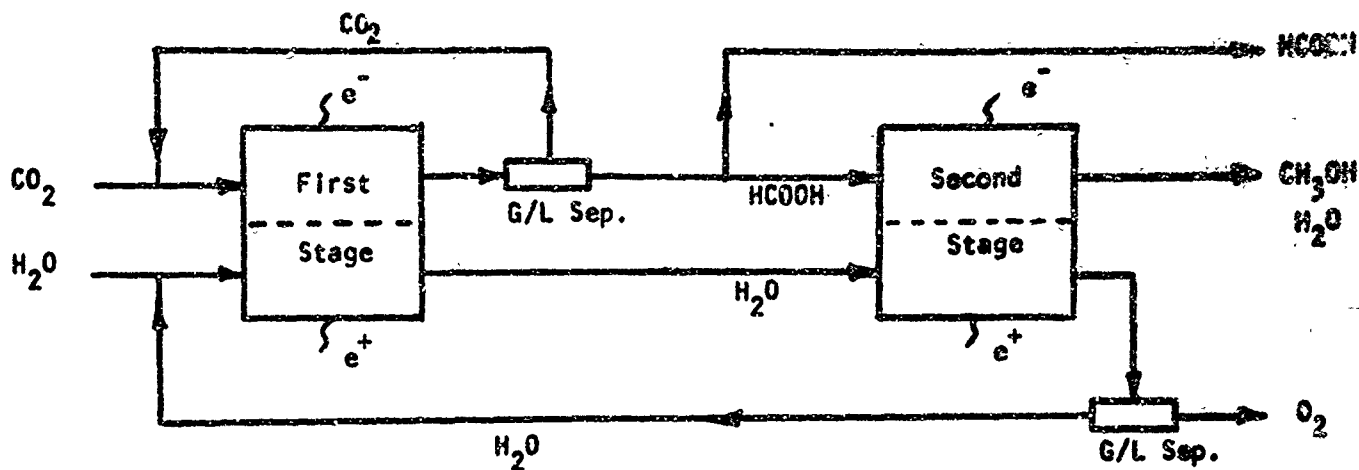 CO2
HCOOH
e-
e-
CO2
First
G/L Sep.
HCOOH
Second
CH3OH
H2O
Stage
H2O
Stage
H2O
e+
e+
H2O
G/L Sep.
O2